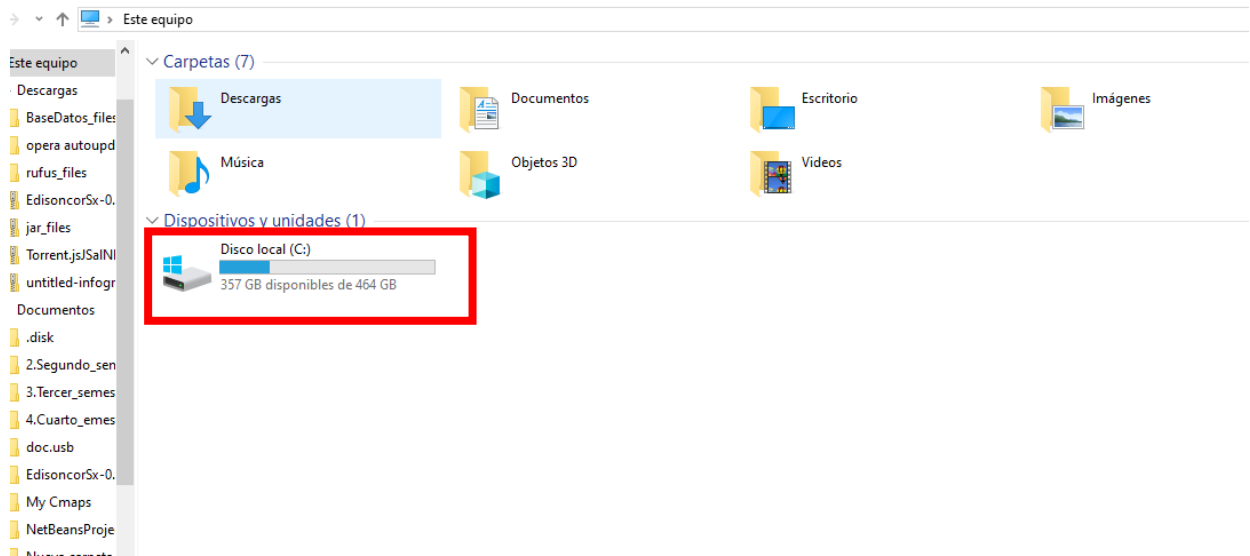 Este equipo
Este equipo
Descargas
BaseDatos_files
opera autoupd
rufus_files
EdisoncorSx-0.
jar_files
Torrent.jsJSalNI
untitled-infogr
Documentos
.disk
2.Segundo_sen
3.Tercer_semes
4.Cuarto_emes
doc.usb
EdisoncorSx-0.
My Cmaps
NetBeansProje
Nueva carpeta
Carpetas (7)
Descargas
Documentos
Escritorio
Imágenes
Música
Objetos 3D
Videos
Dispositivos y unidades (1)
Disco local (C:)
357 GB disponibles de 464 GB